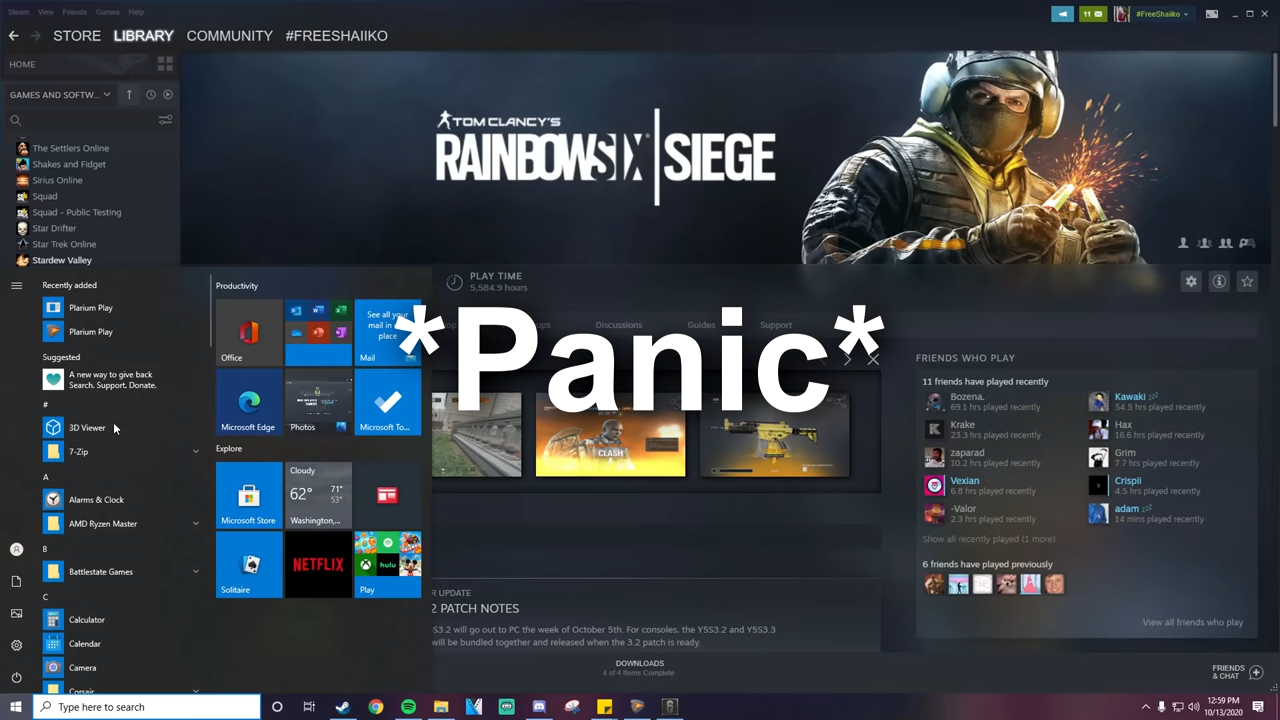 Steam View Friends Games Help
11
#FreeShaiiko
STORE LIBRARY COMMUNITY #FREESHAIIKO
HOME
GAMES AND SOFTW...
The Settlers Online
Shakes and Fidget
Sirius Online
Squad
Squad - Public Testing
Star Drifter
Star Trek Online
Stardew Valley
TOM CLANCY'S
RAINBOWSIX SIEGE
PLAY TIME
5,584.9 hours
Discussions Guides Support
*Panic*
Recently added
Plarium Play
Plarium Play
Suggested
A new way to give back
Search. Support. Donate.
#
3D Viewer
7-Zip
A
Alarms & Clock
AMD Ryzen Master
B
Battlestate Games
C
Calculator
Calendar
Camera
Corsair
Productivity
Office
See all your
mail in
place
Mail
Microsoft Edge
Photos
Microsoft To...
Explore
Microsoft Store
Cloudy
62° 71°
53°
Washington,...
Solitaire
NETFLIX
hulu
Play
CLASH
FRIENDS WHO PLAY
11 friends have played recently
Bozena.
69.1 hrs played recently
Kawaki
54.5 hrs played recently
Krake
23.3 hrs played recently
Hax
16.6 hrs played recently
zaparad
10.2 hrs played recently
Grim
7.7 hrs played recently
Vexian
6.8 hrs played recently
Crispii
4.5 hrs played recently
-Valor
2.3 hrs played recently
adam
14 mins played recently
Show all recently played (1 more)
6 friends have played previously
View all friends who play
R UPDATE
2 PATCH NOTES
S3.2 will go out to PC the week of October 5th. For consoles, the Y5S3.2 and Y5S3.3
will be bundled together and released when the 3.2 patch is ready.
DOWNLOADS
4 of 4 Items Complete
FRIENDS
& CHAT
Type here to search
12:59 PM
10/13/2020